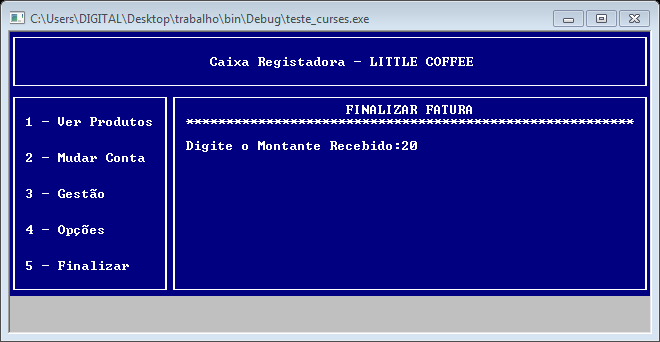 C:\Users\DIGITAL\Desktop\trabalho\bin\Debug\teste_curses.exe
Caixa Registadora - LITTLE COFFEE
1 - Ver Produtos
2 - Mudar Conta
3 - Gestão
4 - Opções
5 - Finalizar
FINALIZAR FATURA
********************************************************
Digite o Montante Recebido:20